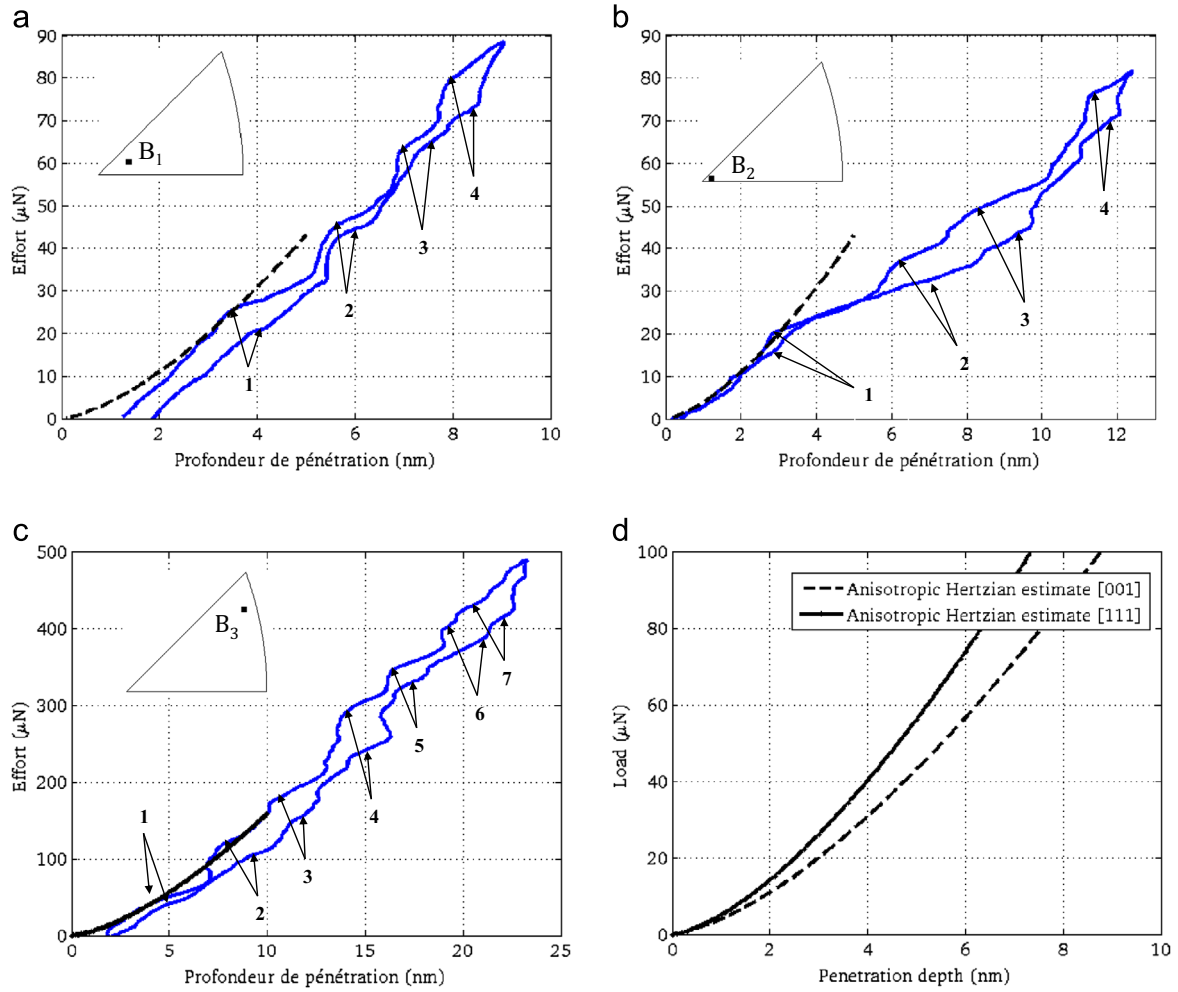 a
90
80
70
60
50
40
30
20
10
0
Effort (μN)
B1
1
2
3
4
0 2 4 6 8 10
Profondeur de pénétration (nm)
b
90
80
70
60
50
40
30
20
10
0
Effort (μN)
B2
1
2
3
4
0 2 4 6 8 10 12
Profondeur de pénétration (nm)
c
500
400
300
200
100
0
Effort (μN)
B3
1
2
3
4
5
6
7
0 5 10 15 20 25
Profondeur de pénétration (nm)
d
100
80
60
40
20
0
Load (μN)
Anisotropic Hertzian estimate [001]
Anisotropic Hertzian estimate [111]
0 2 4 6 8 10
Penetration depth (nm)